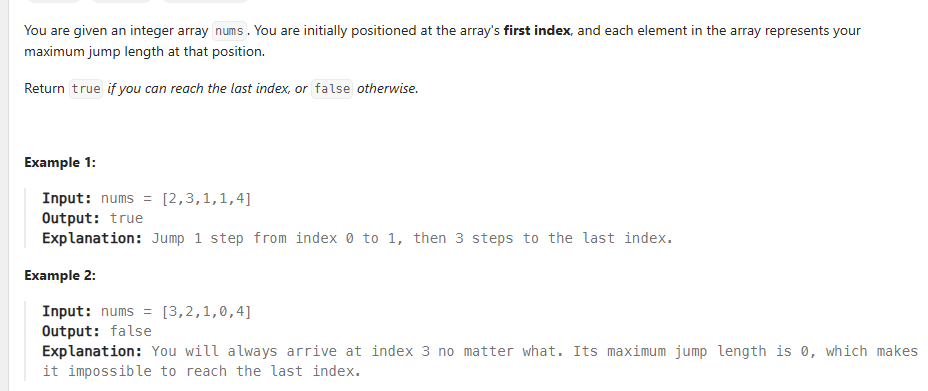 You are given an integer array nums. You are initially positioned at the array's first index, and each element in the array represents your
maximum jump length at that position.
Return true if you can reach the last index, or false otherwise.
Example 1:
Input: nums = [2,3,1,1,4]
Output: true
Explanation: Jump 1 step from index 0 to 1, then 3 steps to the last index.
Example 2:
Input: nums = [3,2,1,0,4]
Output: false
Explanation: You will always arrive at index 3 no matter what. Its maximum jump length is 0, which makes
it impossible to reach the last index.